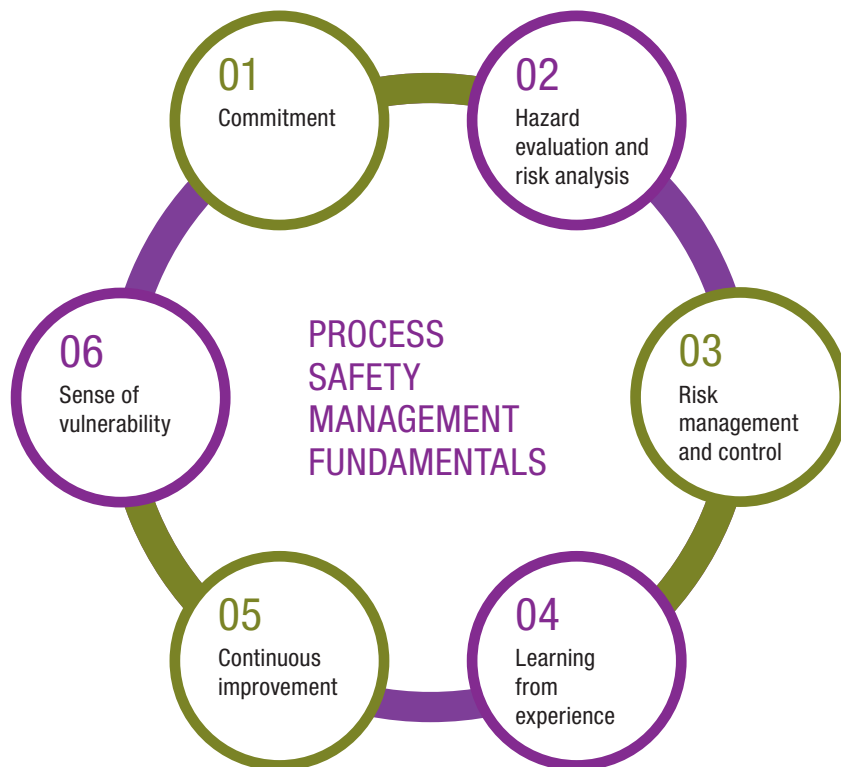 01
Commitment
02
Hazard
evaluation and
risk analysis
03
Risk
management
and control
04
Learning
from
experience
05
Continuous
improvement
06
Sense of
vulnerability
PROCESS
SAFETY
MANAGEMENT
FUNDAMENTALS